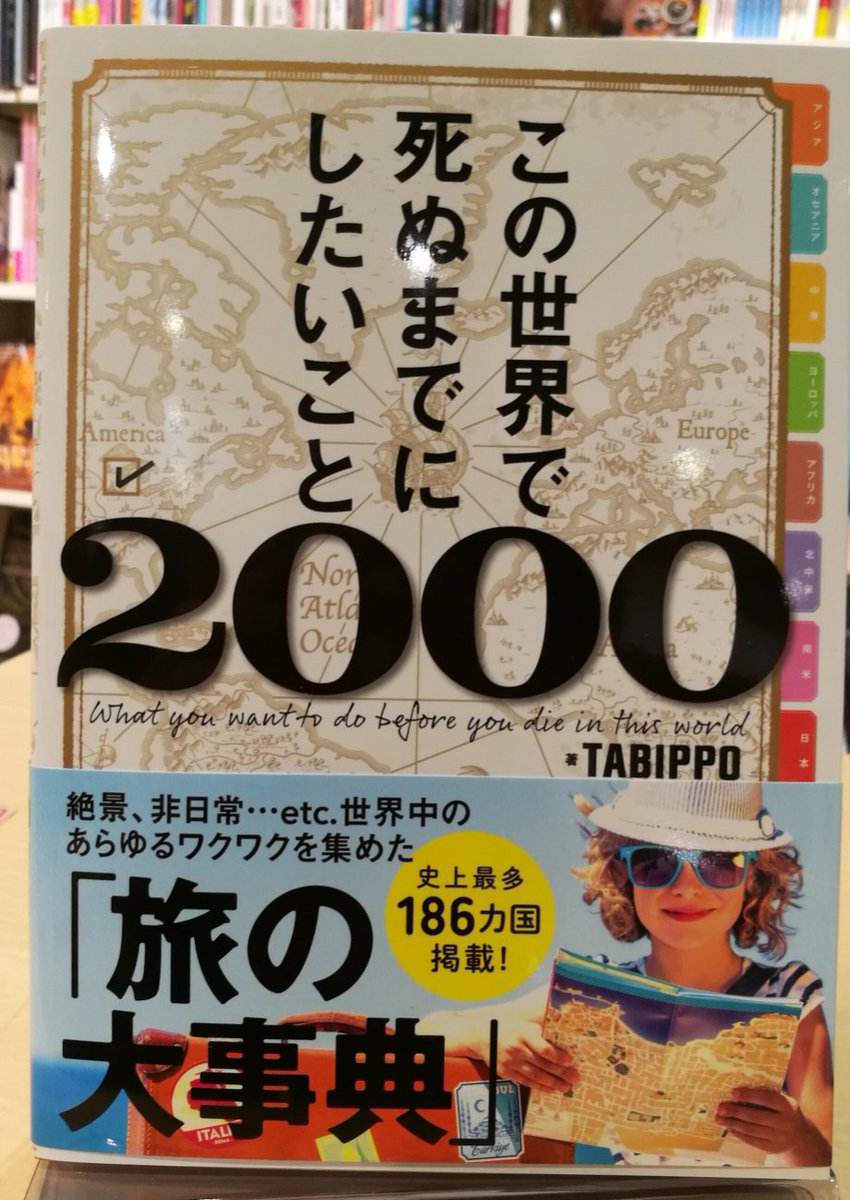 この世界で
死ぬまでに
したいこと
2000
What you want to do before you die in this world
著 TABIPPO
America
Europe
アジア
オセアニア
中東
ヨーロッパ
アフリカ
北中米
南米
日本
絶景、非日常…etc.世界中の
あらゆるワクワクを集めた
「旅の
大事典」
史上最多
186カ国
掲載!
ITALI
Türkiye